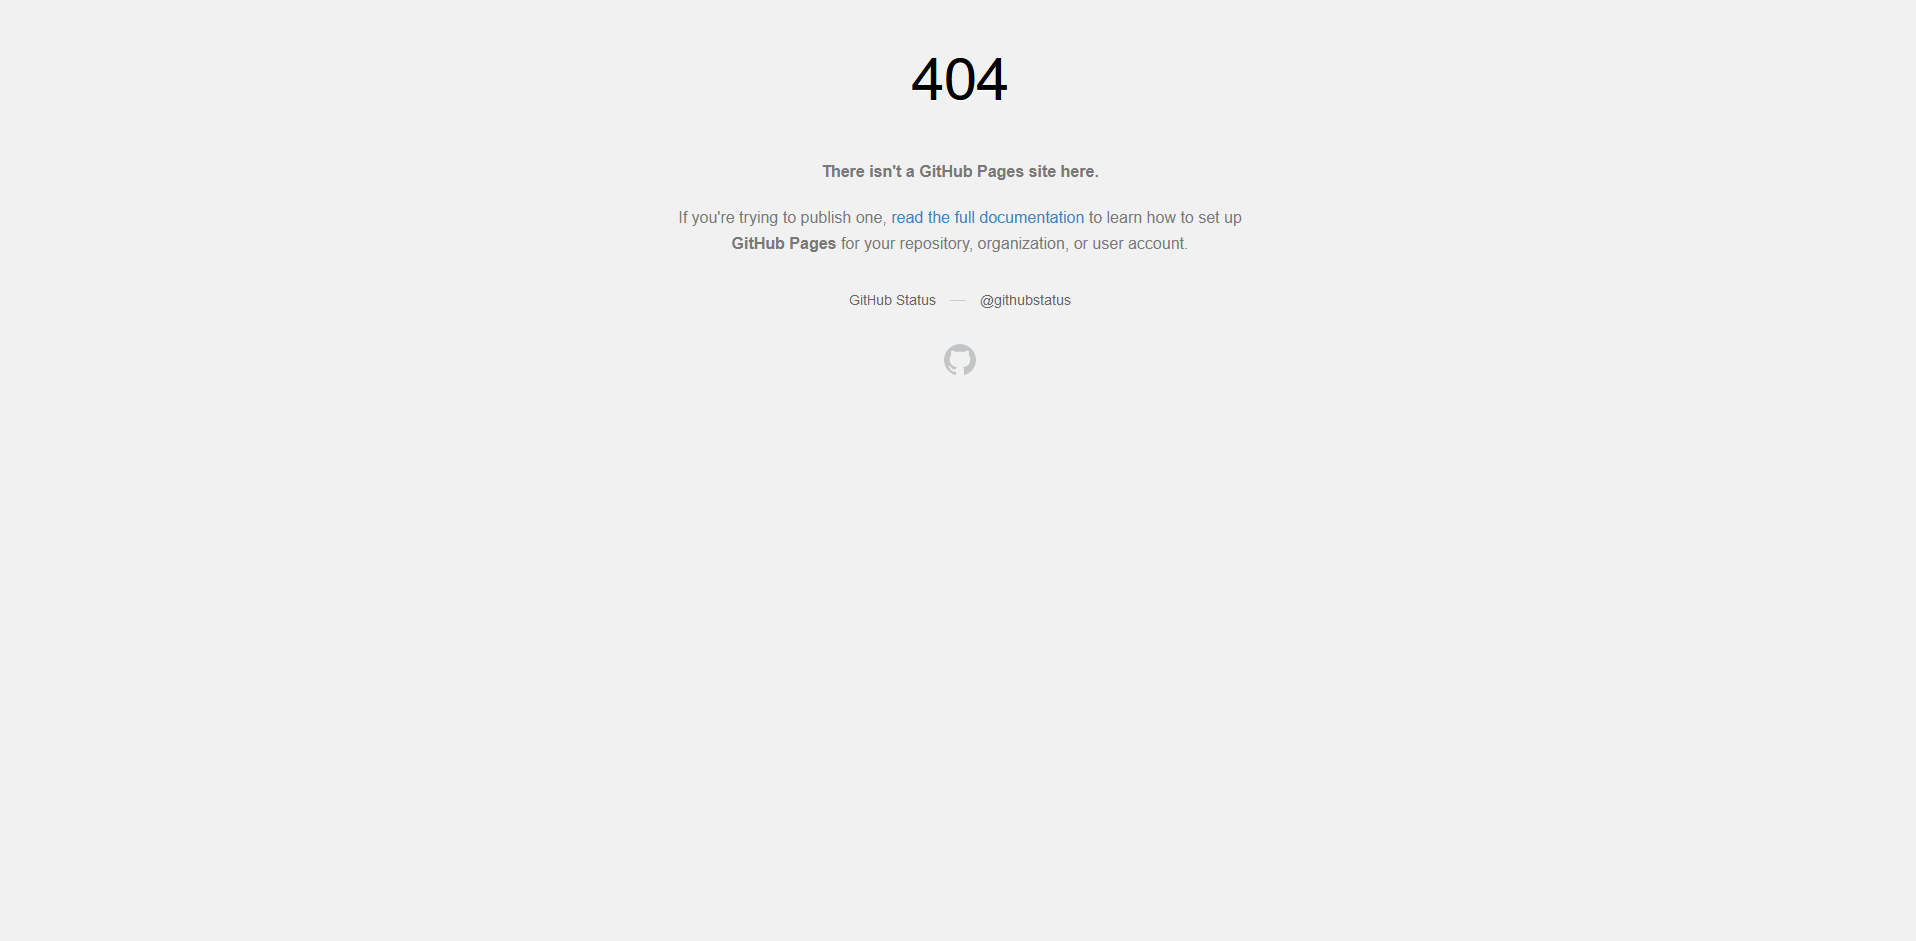 404
There isn't a GitHub Pages site here.
If you're trying to publish one, read the full documentation to learn how to set up
GitHub Pages for your repository, organization, or user account.
GitHub Status — @githubstatus